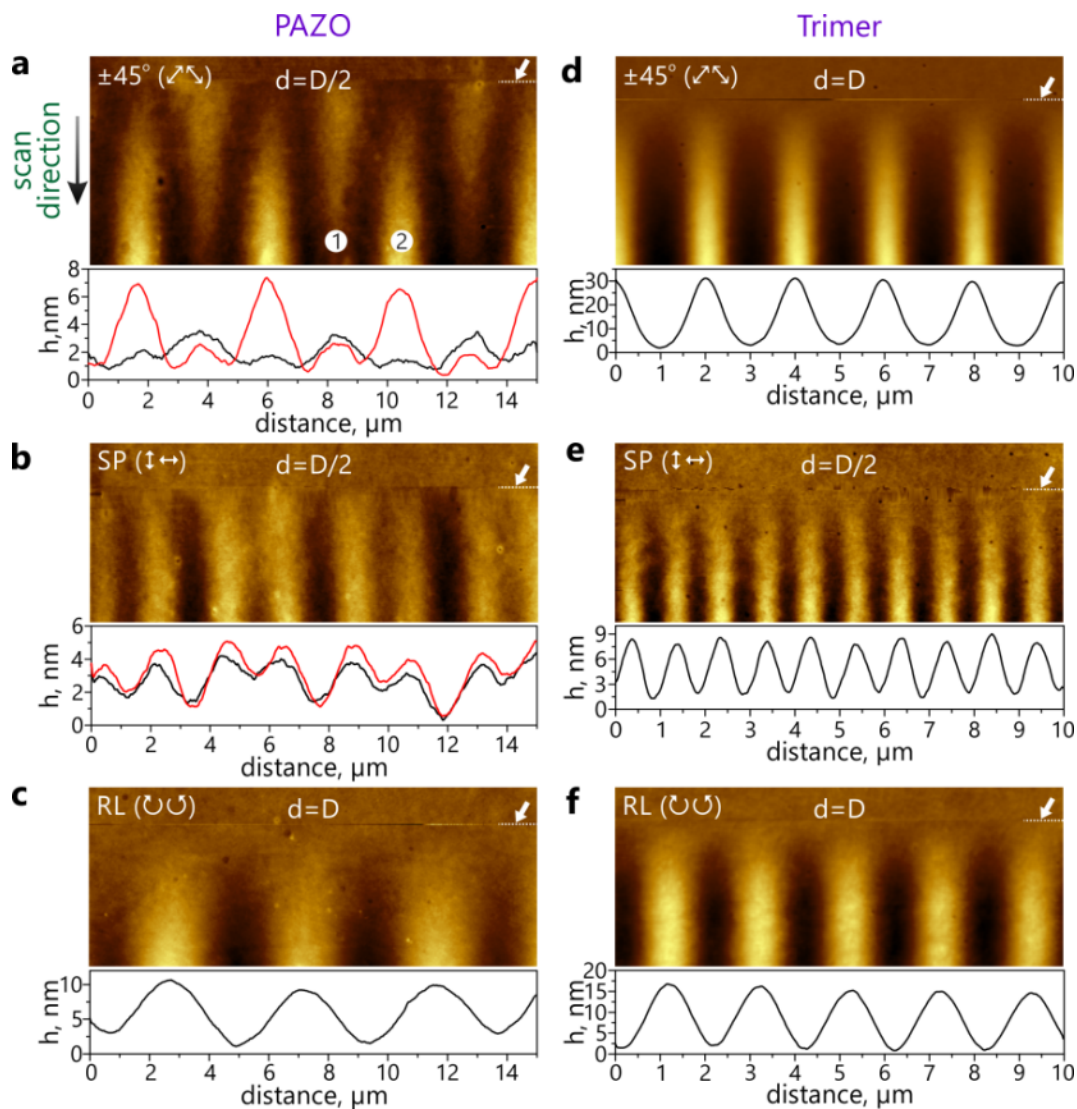 PAZO
Trimer
a
±45° (⤢⤡)
d=D/2
scan
direction
1
2
h,nm
8
6
4
2
0
0 2 4 6 8 10 12 14
distance, µm
b
SP (↕↔)
d=D/2
h, nm
6
4
2
0
0 2 4 6 8 10 12 14
distance, µm
c
RL (↻↺)
d=D
h, nm
10
5
0
0 2 4 6 8 10 12 14
distance, µm
d
±45° (⤢⤡)
d=D
h, nm
30
20
10
0
0 1 2 3 4 5 6 7 8 9 10
distance, µm
e
SP (↕↔)
d=D/2
h, nm
9
6
3
0
0 1 2 3 4 5 6 7 8 9 10
distance, µm
f
RL (↻↺)
d=D
h, nm
20
15
10
5
0
0 1 2 3 4 5 6 7 8 9 10
distance, µm